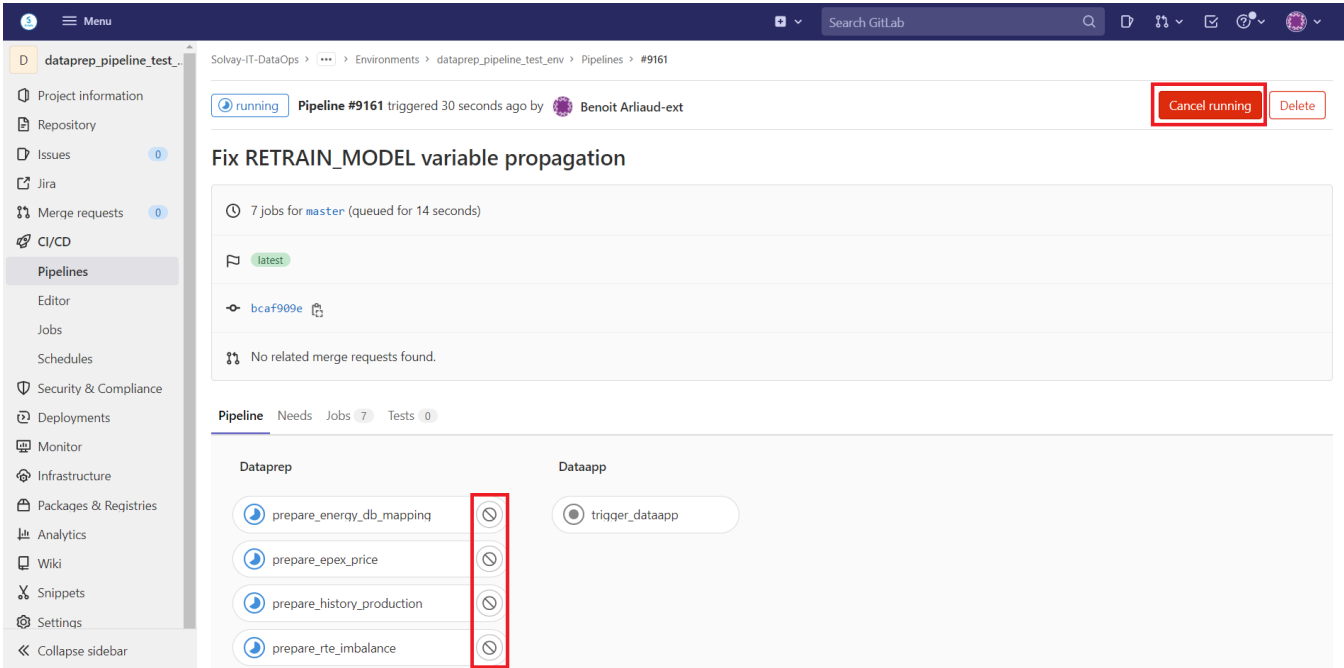 Menu
Search GitLab
D dataprep_pipeline_test_..
Project information
Repository
Issues 0
Jira
Merge requests 0
CI/CD
Pipelines
Editor
Jobs
Schedules
Security & Compliance
Deployments
Monitor
Infrastructure
Packages & Registries
Analytics
Wiki
Snippets
Settings
Collapse sidebar
Solvay-IT-DataOps > ••• > Environments > dataprep_pipeline_test_env > Pipelines > #9161
running Pipeline #9161 triggered 30 seconds ago by Benoit Arliaud-ext Cancel running Delete
Fix RETRAIN_MODEL variable propagation
7 jobs for master (queued for 14 seconds)
latest
bcaf909e
No related merge requests found.
Pipeline Needs Jobs 7 Tests 0
Dataprep Dataapp
prepare_energy_db_mapping trigger_dataapp
prepare_epex_price
prepare_history_production
prepare_rte_imbalance